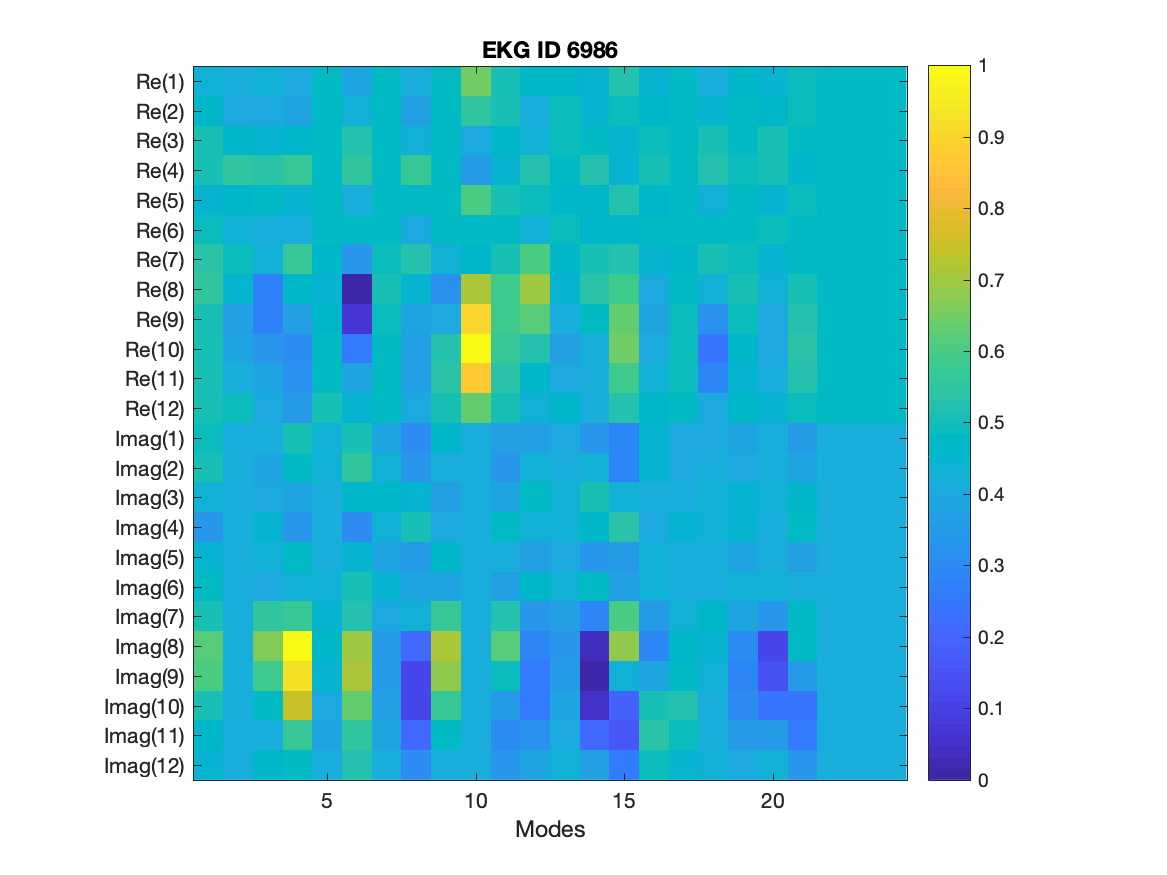 EKG ID 6986
Re(1)
Re(2)
Re(3)
Re(4)
Re(5)
Re(6)
Re(7)
Re(8)
Re(9)
Re(10)
Re(11)
Re(12)
Imag(1)
Imag(2)
Imag(3)
Imag(4)
Imag(5)
Imag(6)
Imag(7)
Imag(8)
Imag(9)
Imag(10)
Imag(11)
Imag(12)
5 10 15 20
Modes
1
0.9
0.8
0.7
0.6
0.5
0.4
0.3
0.2
0.1
0